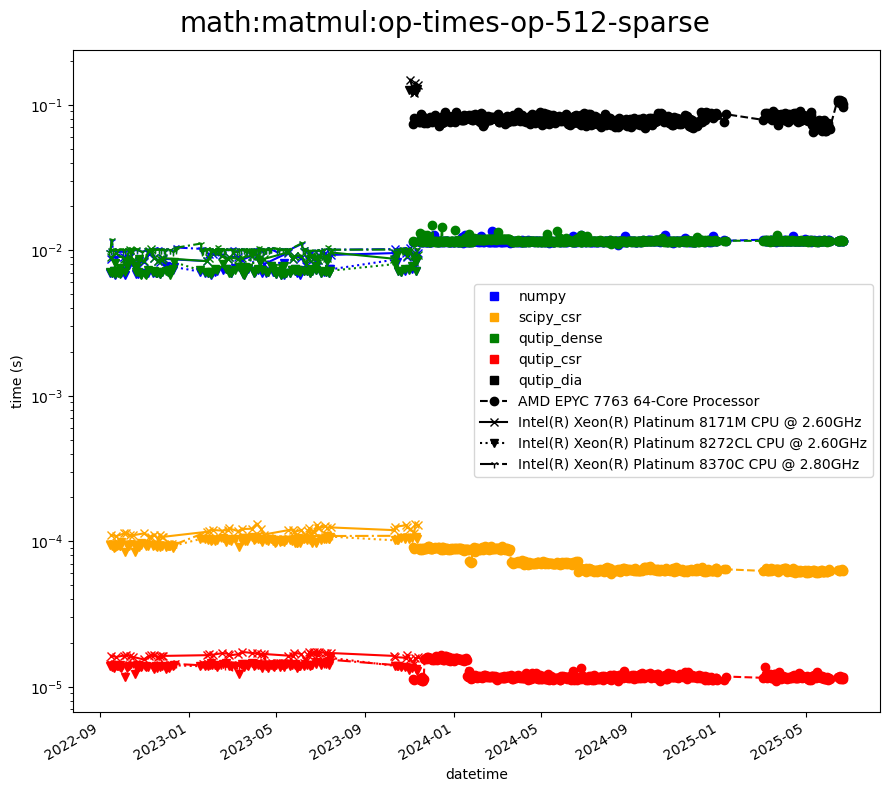 math:matmul:op-times-op-512-sparse
time (s)
10⁻¹
10⁻²
10⁻³
10⁻⁴
10⁻⁵
numpy
scipy_csr
qutip_dense
qutip_csr
qutip_dia
AMD EPYC 7763 64-Core Processor
Intel(R) Xeon(R) Platinum 8171M CPU @ 2.60GHz
Intel(R) Xeon(R) Platinum 8272CL CPU @ 2.60GHz
Intel(R) Xeon(R) Platinum 8370C CPU @ 2.80GHz
2022-09
2023-01
2023-05
2023-09
2024-01
2024-05
2024-09
2025-01
2025-05
datetime